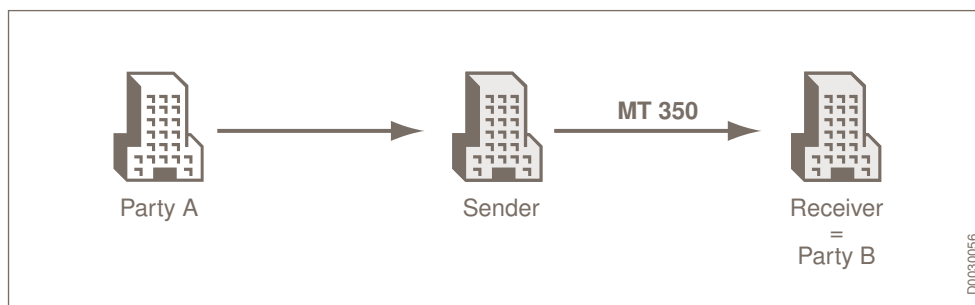 MT 350
Party A
Sender
Receiver
=
Party B
D0030056